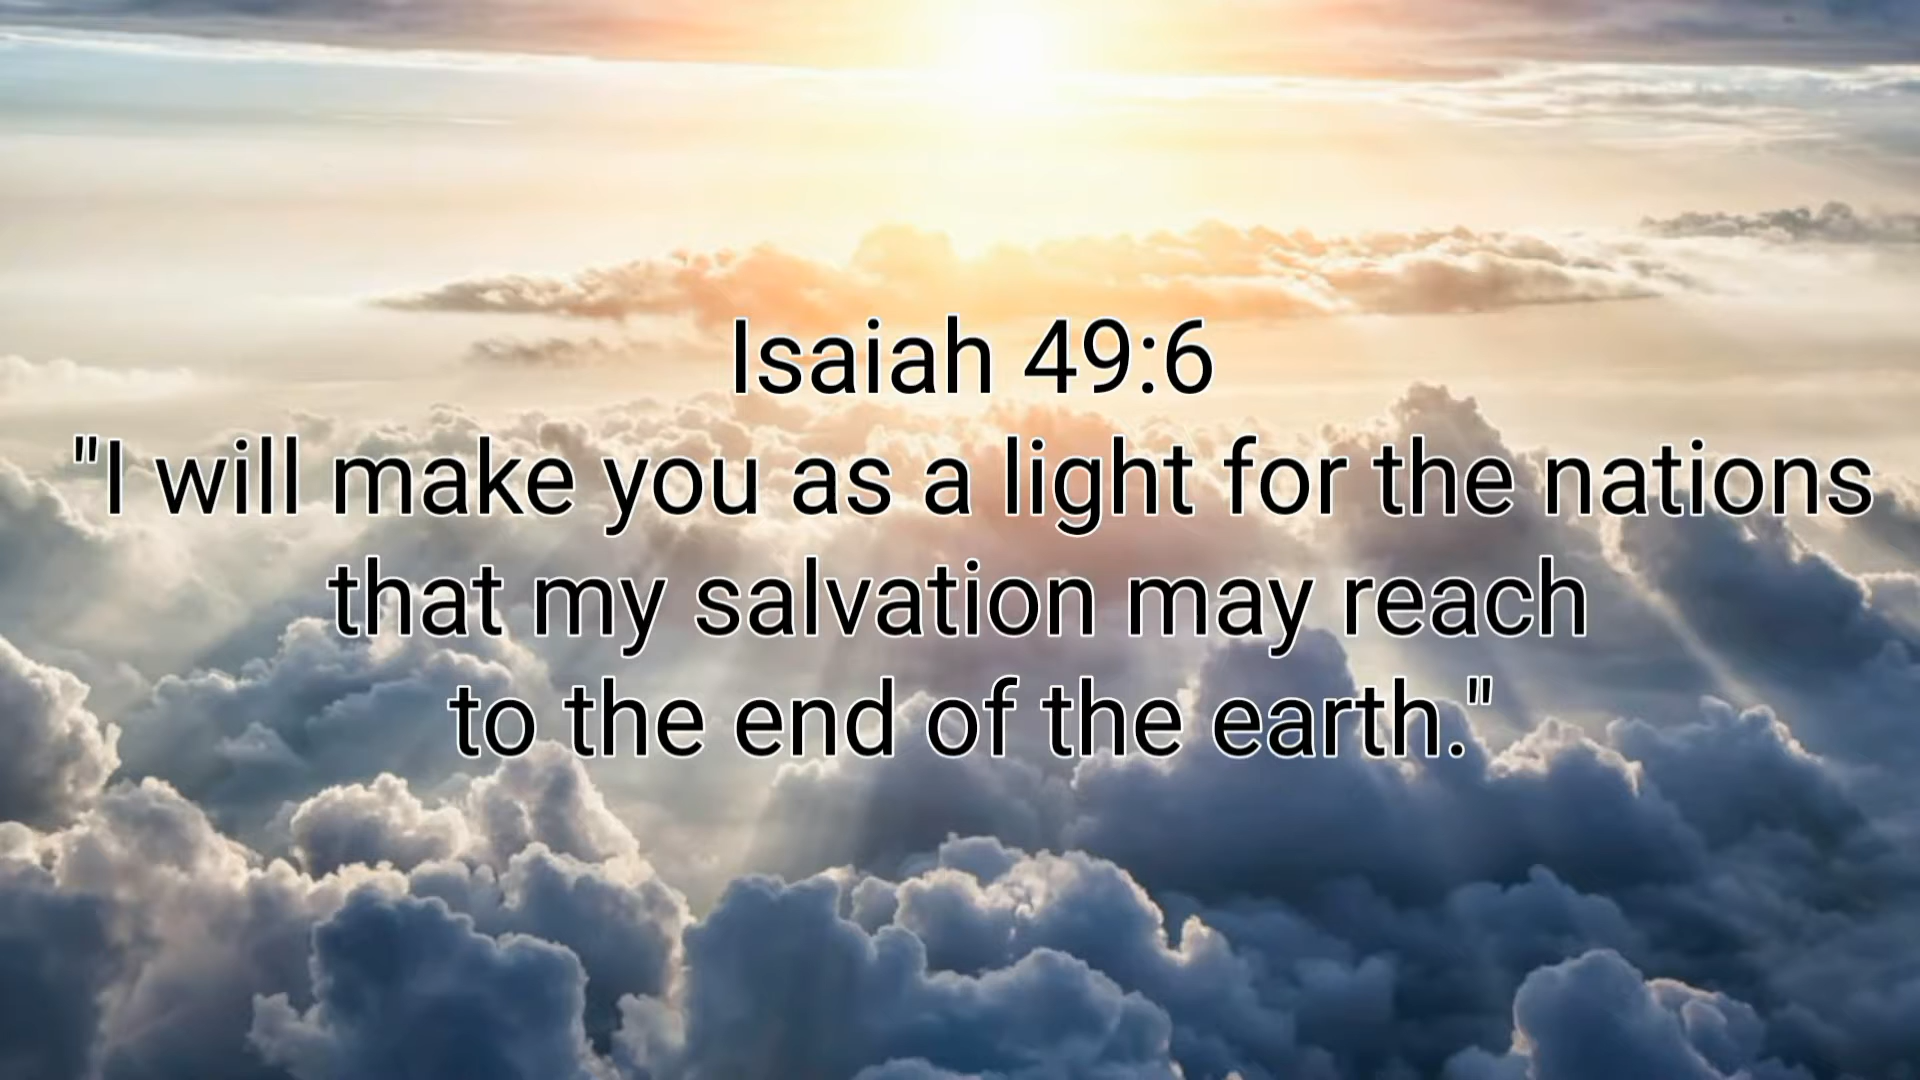 Isaiah 49:6
"I will make you as a light for the nations
that my salvation may reach
to the end of the earth."